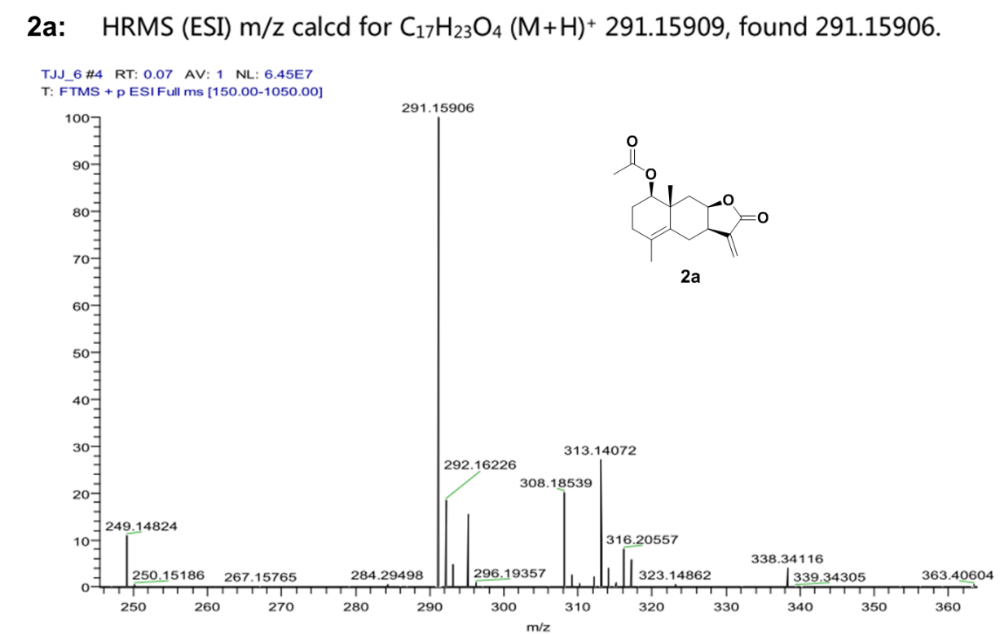 2a: HRMS (ESI) m/z calcd for C₁₇H₂₃O₄ (M+H)⁺ 291.15909, found 291.15906.
TJJ_6 #4 RT: 0.07 AV: 1 NL: 6.45E7
T: FTMS + p ESI Full ms [150.00-1050.00]
291.15906
100
90
80
70
60
50
40
30
20
10
0
O
O
O
O
2a
313.14072
292.16226
308.18539
249.14824
316.20557
338.34116
250.15186
267.15765
284.29498
296.19357
323.14862
339.34305
363.40604
250 260 270 280 290 300 310 320 330 340 350 360
m/z